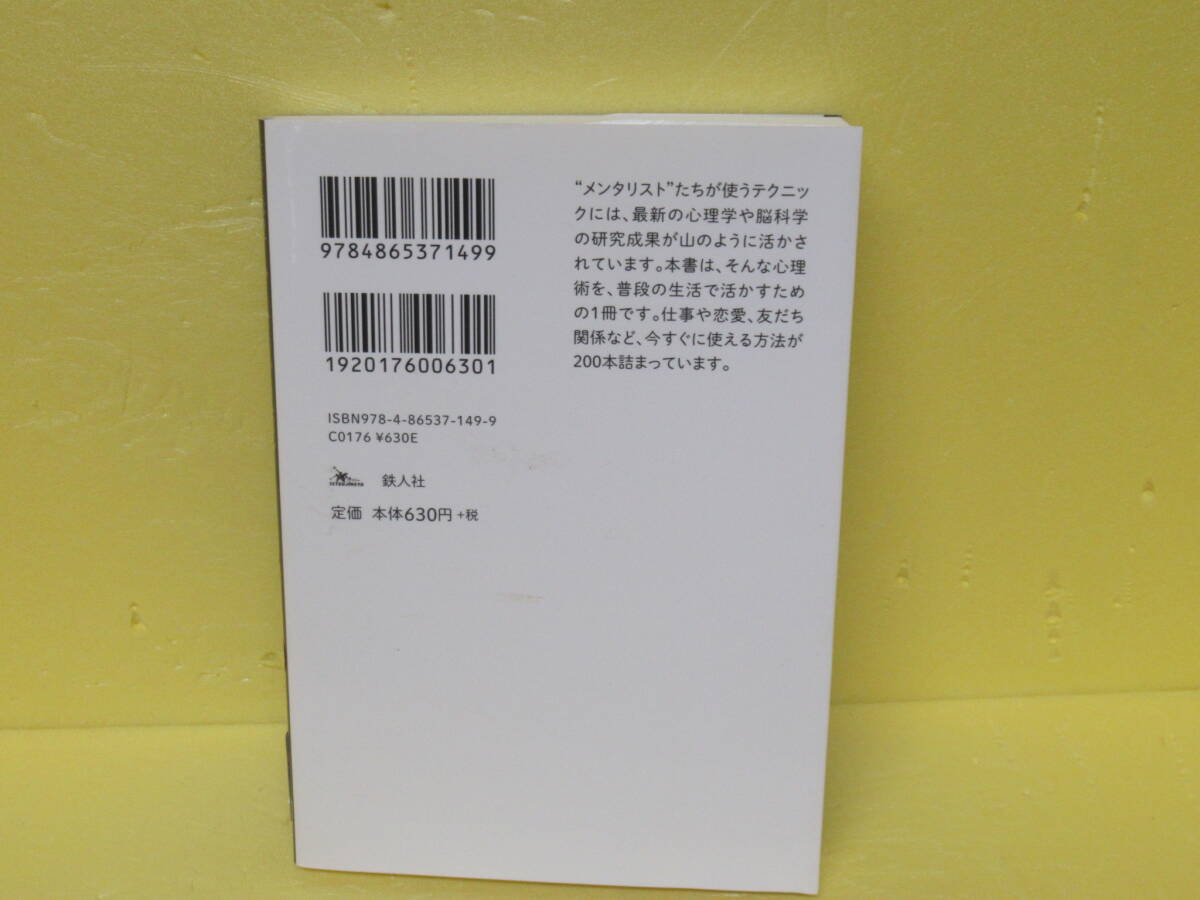 9784865371499
1920176006301
ISBN978-4-86537-149-9
C0176 ¥630E
鉄人社
定価 本体630円 +税
“メンタリスト”たちが使うテクニッ
クには、最新の心理学や脳科学
の研究成果が山のように活かさ
れています。本書は、そんな心理
術を、普段の生活で活かすため
の1冊です。仕事や恋愛、友だち
関係など、今すぐに使える方法が
200本詰まっています。